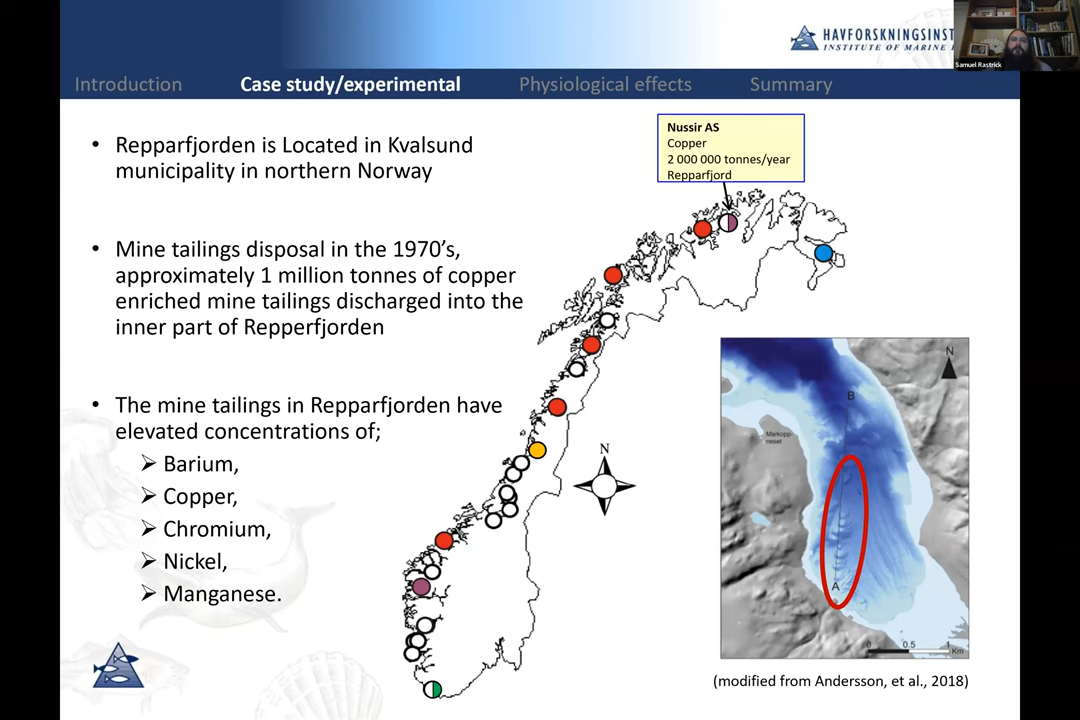 HAVFORSKNINGSINST
INSTITUTE OF MARINE
Samuel Rastrick
Introduction
Case study/experimental
Physiological effects
Summary
• Repparfjorden is Located in Kvalsund
municipality in northern Norway
• Mine tailings disposal in the 1970’s,
approximately 1 million tonnes of copper
enriched mine tailings discharged into the
inner part of Repperfjorden
• The mine tailings in Repparfjorden have
elevated concentrations of;
➢ Barium,
➢ Copper,
➢ Chromium,
➢ Nickel,
➢ Manganese.
Nussir AS
Copper
2 000 000 tonnes/year
Repparfjord
N
N
B
Markopp-
neset
A
0 0.5 1
Km
(modified from Andersson, et al., 2018)